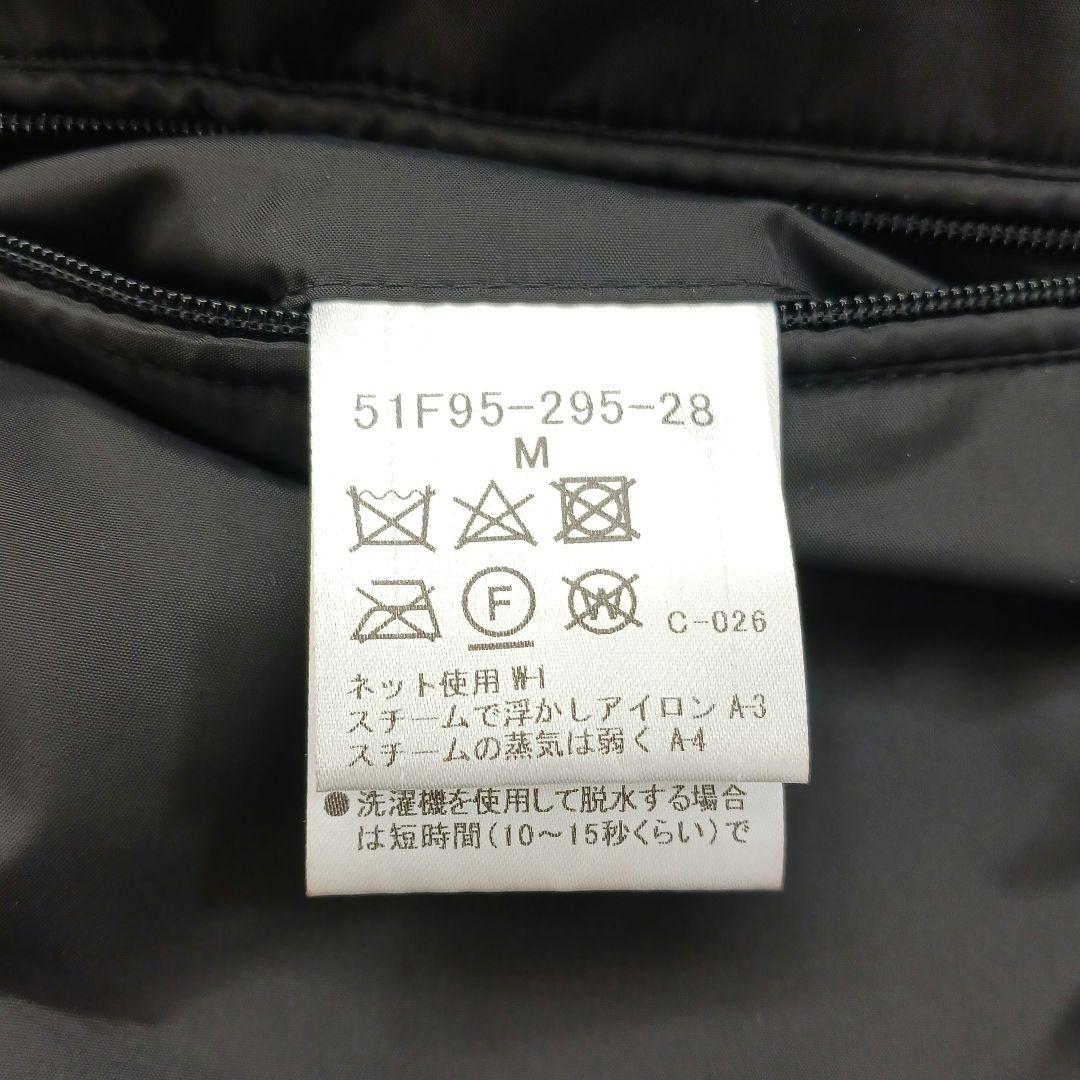 51F95-295-28
M
F
W
C-026
ネット使用 W-1
スチームで浮かしアイロン A-3
スチームの蒸気は弱く A-4
●洗濯機を使用して脱水する場合
は短時間(10～15秒くらい)で